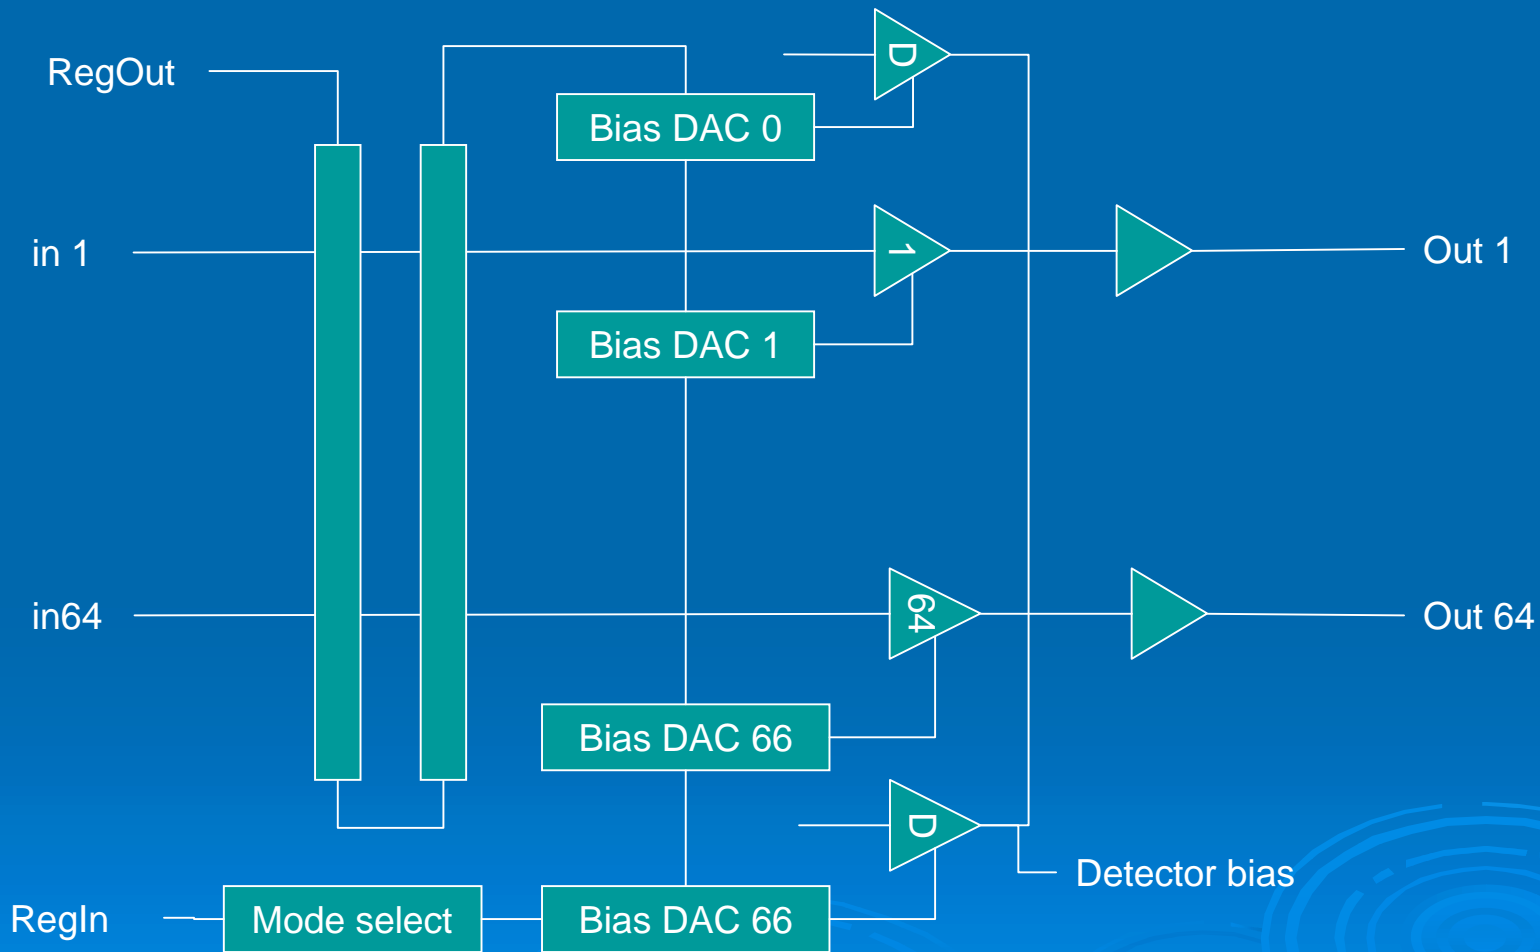 D
RegOut
Bias DAC 0
in 1
1
Out 1
Bias DAC 1
in64
64
Out 64
Bias DAC 66
D
Detector bias
RegIn
Mode select
Bias DAC 66